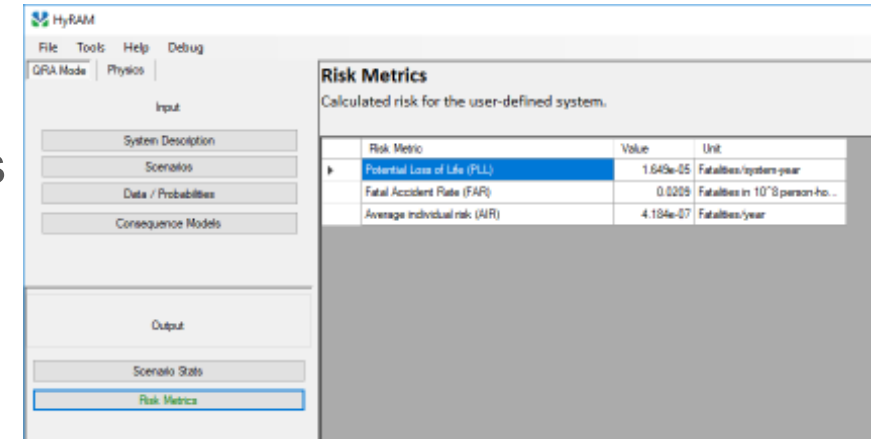 HyRAM
File Tools Help Debug
QRA Mode Physics
Input
System Description
Scenarios
Data / Probabilities
Consequence Models
Output
Scenario Stats
Risk Metrics
Risk Metrics
Calculated risk for the user-defined system.
Risk Metric Value Unit
Potential Loss of Life (PLL) 1.649e-05 Fatalities/system-year
Fatal Accident Rate (FAR) 0.0209 Fatalities in 10^8 person-ho...
Average individual risk (AIR) 4.184e-07 Fatalities/year
s